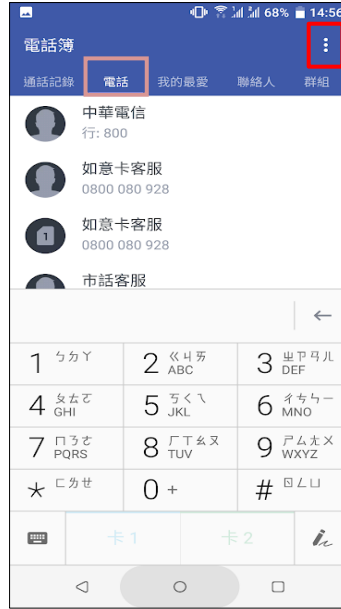 68% 14:56
電話簿
通話記錄 電話 我的最愛 聯絡人 群組
中華電信
行: 800
如意卡客服
0800 080 928
1
如意卡客服
0800 080 928
市話客服
1 ㄅㄉㄚ
2 ㄍㄐㄞ ABC
3 ㄓㄗㄢㄦ DEF
4 ㄆㄊㄛ GHI
5 ㄎㄑㄟ JKL
6 ㄔㄘㄣㄧ MNO
7 ㄇㄋㄜ PQRS
8 ㄏㄒㄠㄡ TUV
9 ㄕㄙㄤㄨ WXYZ
* ㄈㄌㄝ
0 +
# ㄖㄥㄩ
卡 1 卡 2